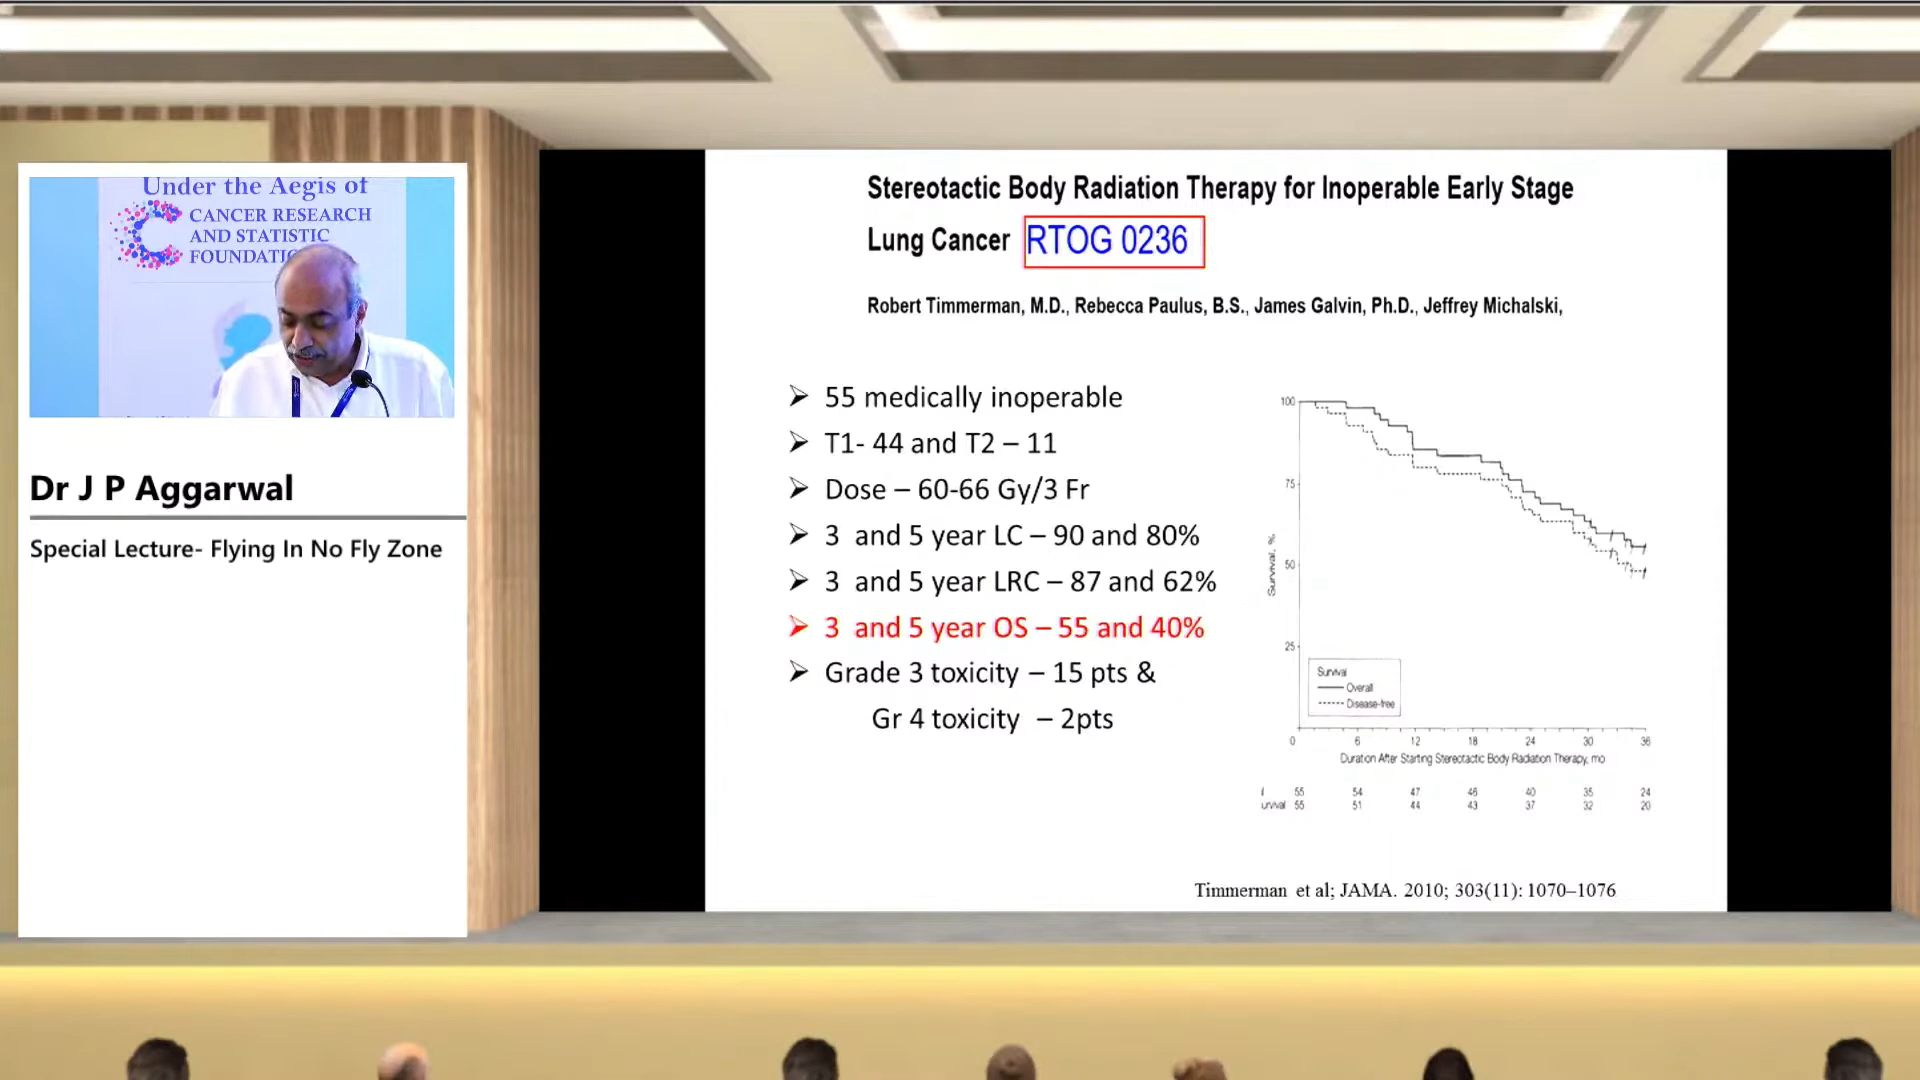 Under the Aegis of
CANCER RESEARCH
AND STATISTIC
Dr J P Aggarwal
Special Lecture- Flying In No Fly Zone
Stereotactic Body Radiation Therapy for Inoperable Early Stage
Lung Cancer RTOG 0236
Robert Timmerman, M.D., Rebecca Paulus, B.S., James Galvin, Ph.D., Jeffrey Michalski,
➢ 55 medically inoperable
➢ T1- 44 and T2 – 11
➢ Dose – 60-66 Gy/3 Fr
➢ 3 and 5 year LC – 90 and 80%
➢ 3 and 5 year LRC – 87 and 62%
➢ 3 and 5 year OS – 55 and 40%
➢ Grade 3 toxicity – 15 pts &
Gr 4 toxicity – 2pts
100
75
50
25
Survival, %
Survival
Overall
Disease-free
0 6 12 18 24 30 36
Duration After Starting Stereotactic Body Radiation Therapy, mo
55 54 47 46 40 35 24
55 51 44 43 37 32 20
Timmerman et al; JAMA. 2010; 303(11): 1070–1076